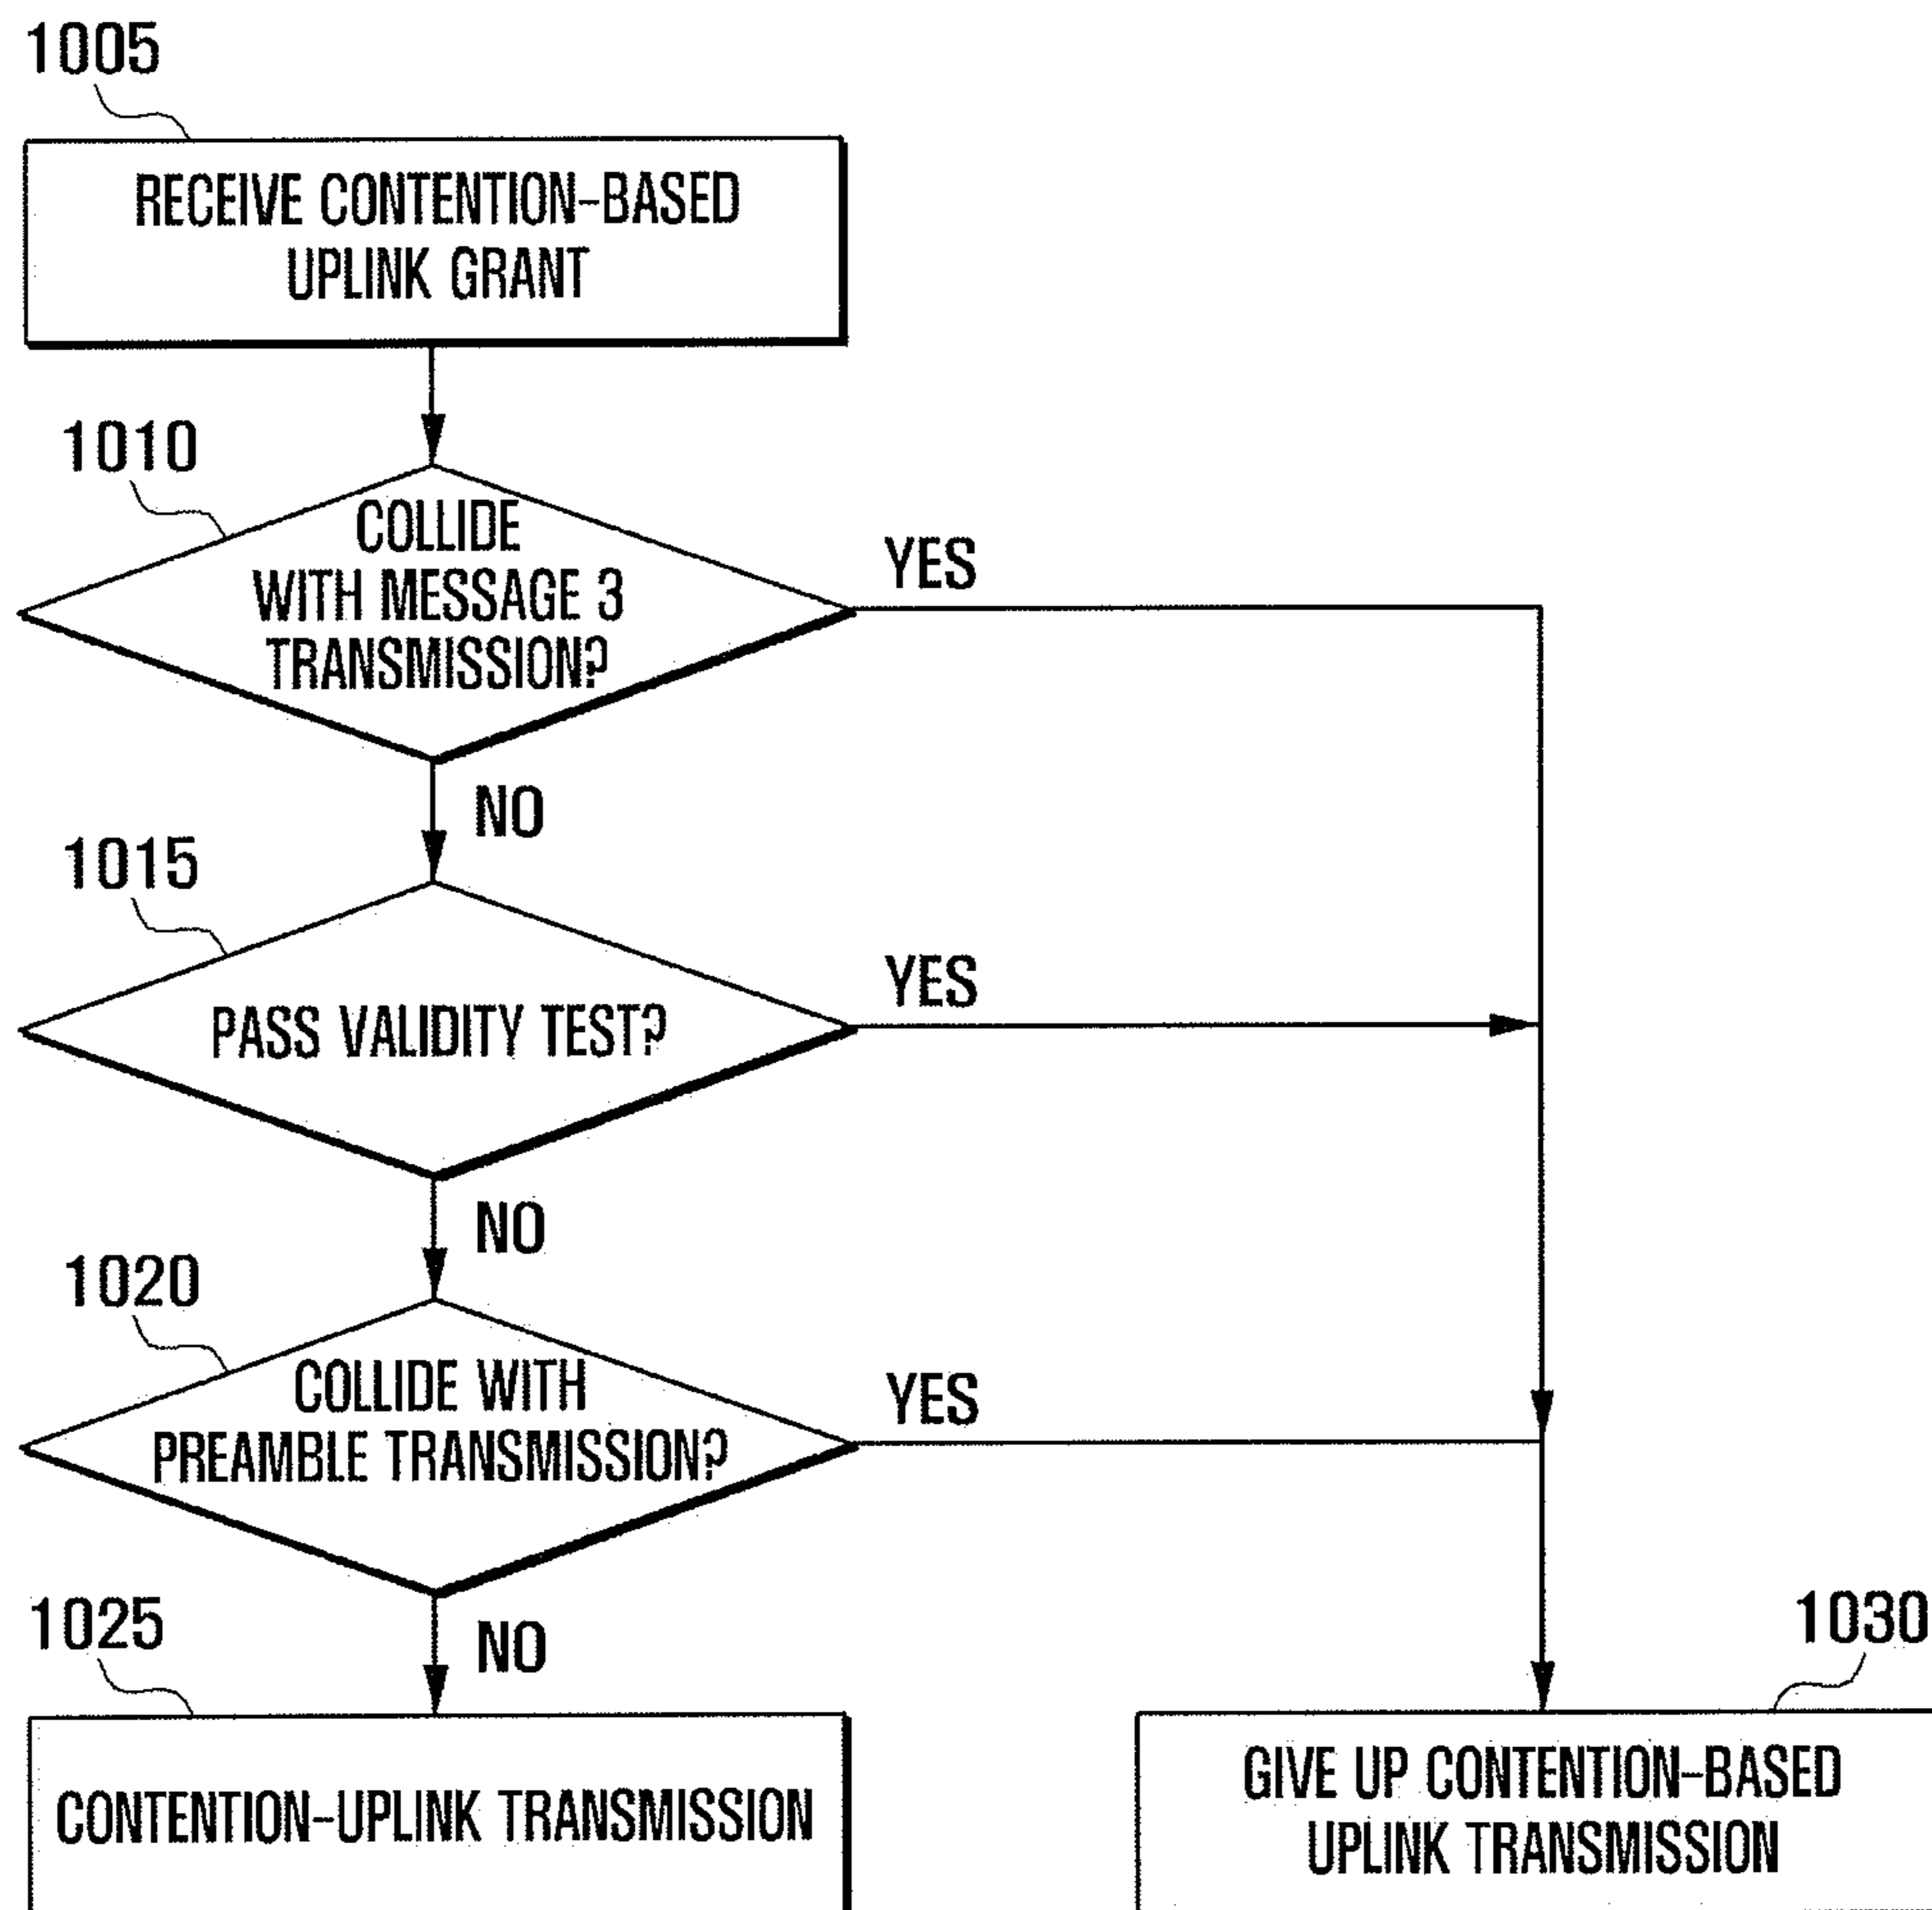 1005
RECEIVE CONTENTION-BASED
UPLINK GRANT
1010
COLLIDE
WITH MESSAGE 3
TRANSMISSION?
YES
NO
1015
PASS VALIDITY TEST?
YES
NO
1020
COLLIDE WITH
PREAMBLE TRANSMISSION?
YES
NO
1025
CONTENTION-UPLINK TRANSMISSION
1030
GIVE UP CONTENTION-BASED
UPLINK TRANSMISSION